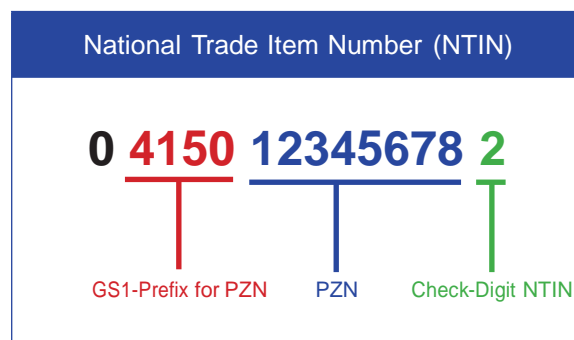 National Trade Item Number (NTIN)
0 4150 12345678 2
GS1-Prefix for PZN PZN Check-Digit NTIN